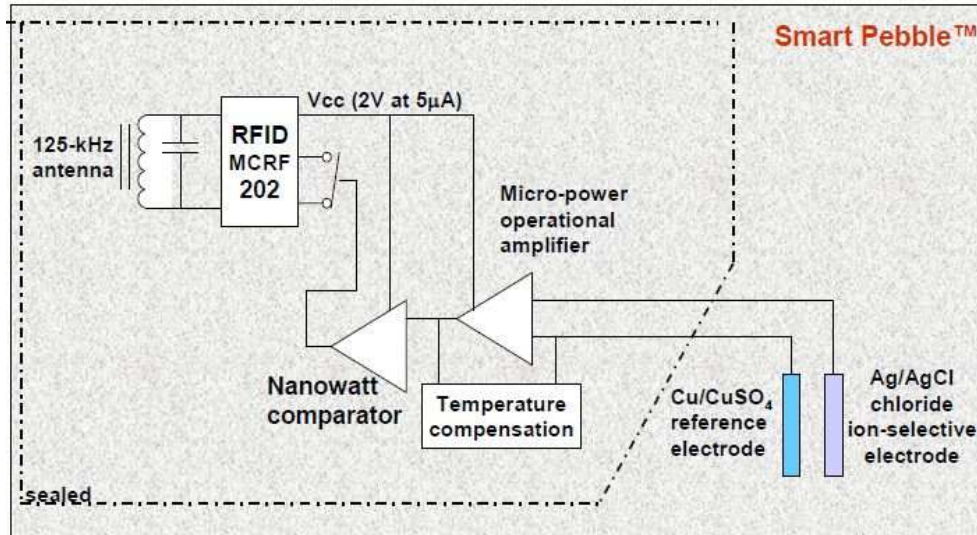 Smart Pebble™
Vcc (2V at 5µA)
125-kHz
antenna
RFID
MCRF
202
Micro-power
operational
amplifier
Nanowatt
comparator
Temperature
compensation
Cu/CuSO₄
reference
electrode
Ag/AgCl
chloride
ion-selective
electrode
sealed